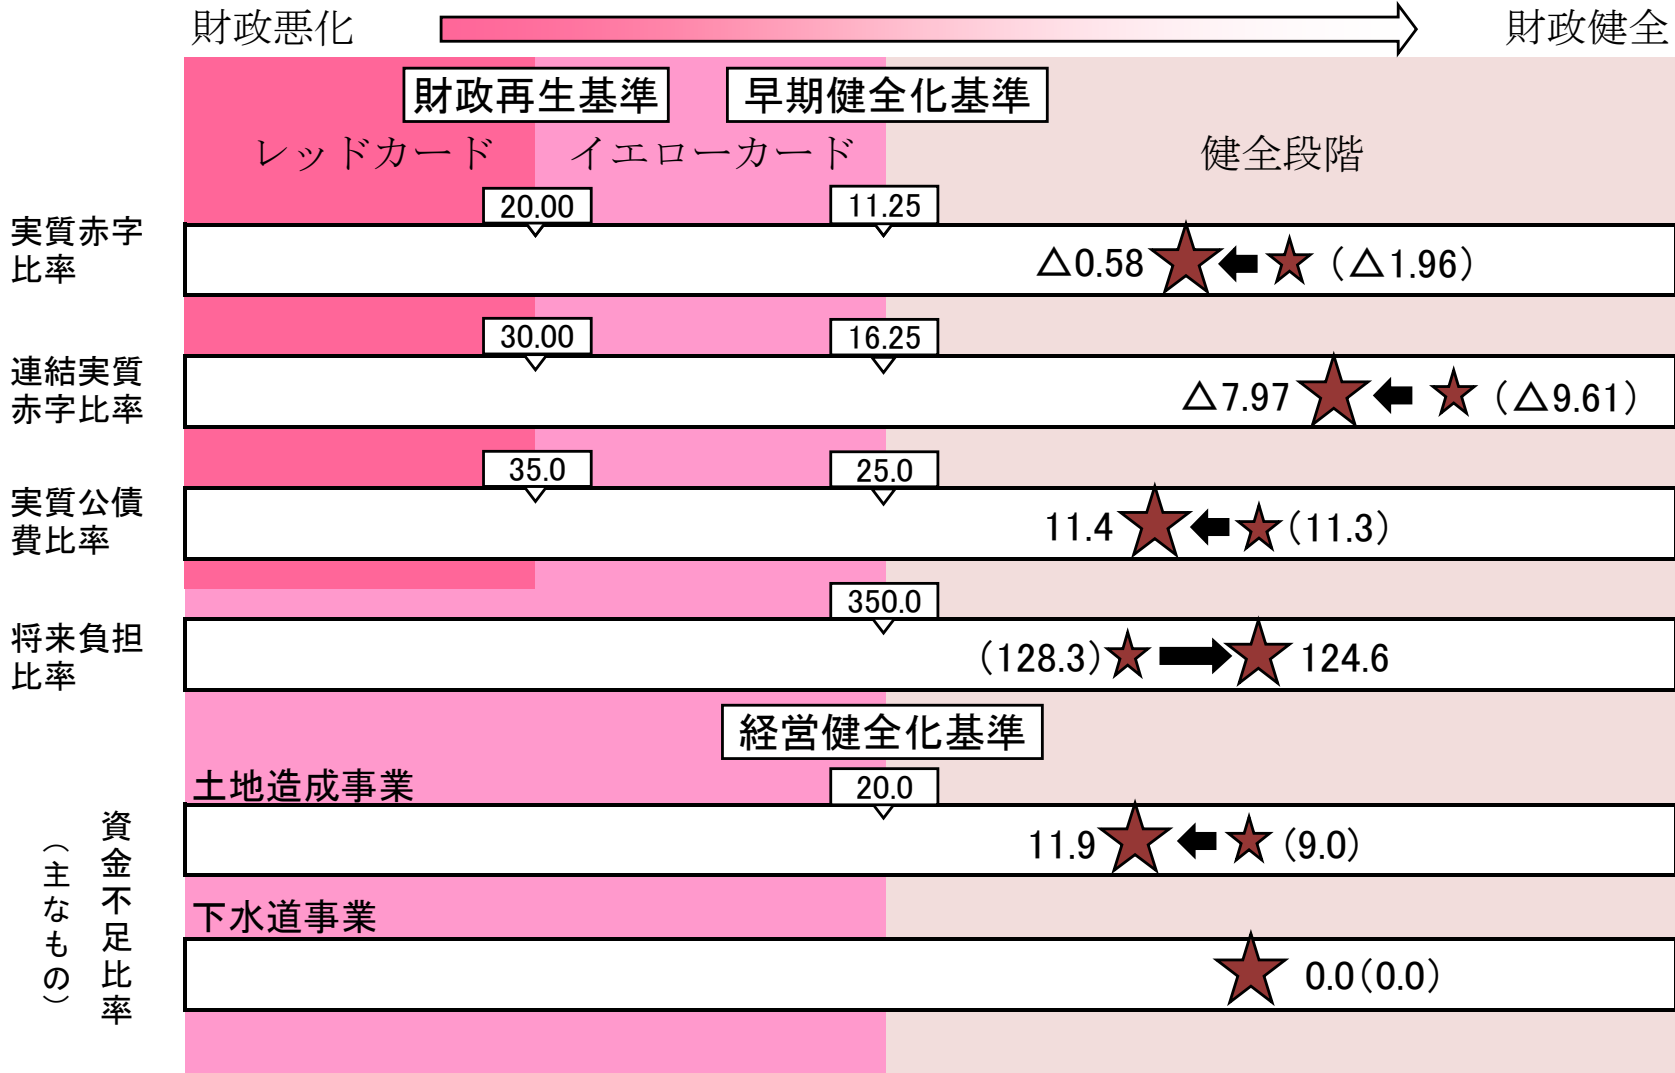 財政悪化
財政健全
財政再生基準
早期健全化基準
レッドカード
イエローカード
健全段階
実質赤字
比率
20.00
11.25
△0.58
(△1.96)
連結実質
赤字比率
30.00
16.25
△7.97
(△9.61)
実質公債
費比率
35.0
25.0
11.4
(11.3)
将来負担
比率
350.0
(128.3)
124.6
経営健全化基準
資金不足比率
（主なもの）
土地造成事業
20.0
11.9
(9.0)
下水道事業
0.0(0.0)